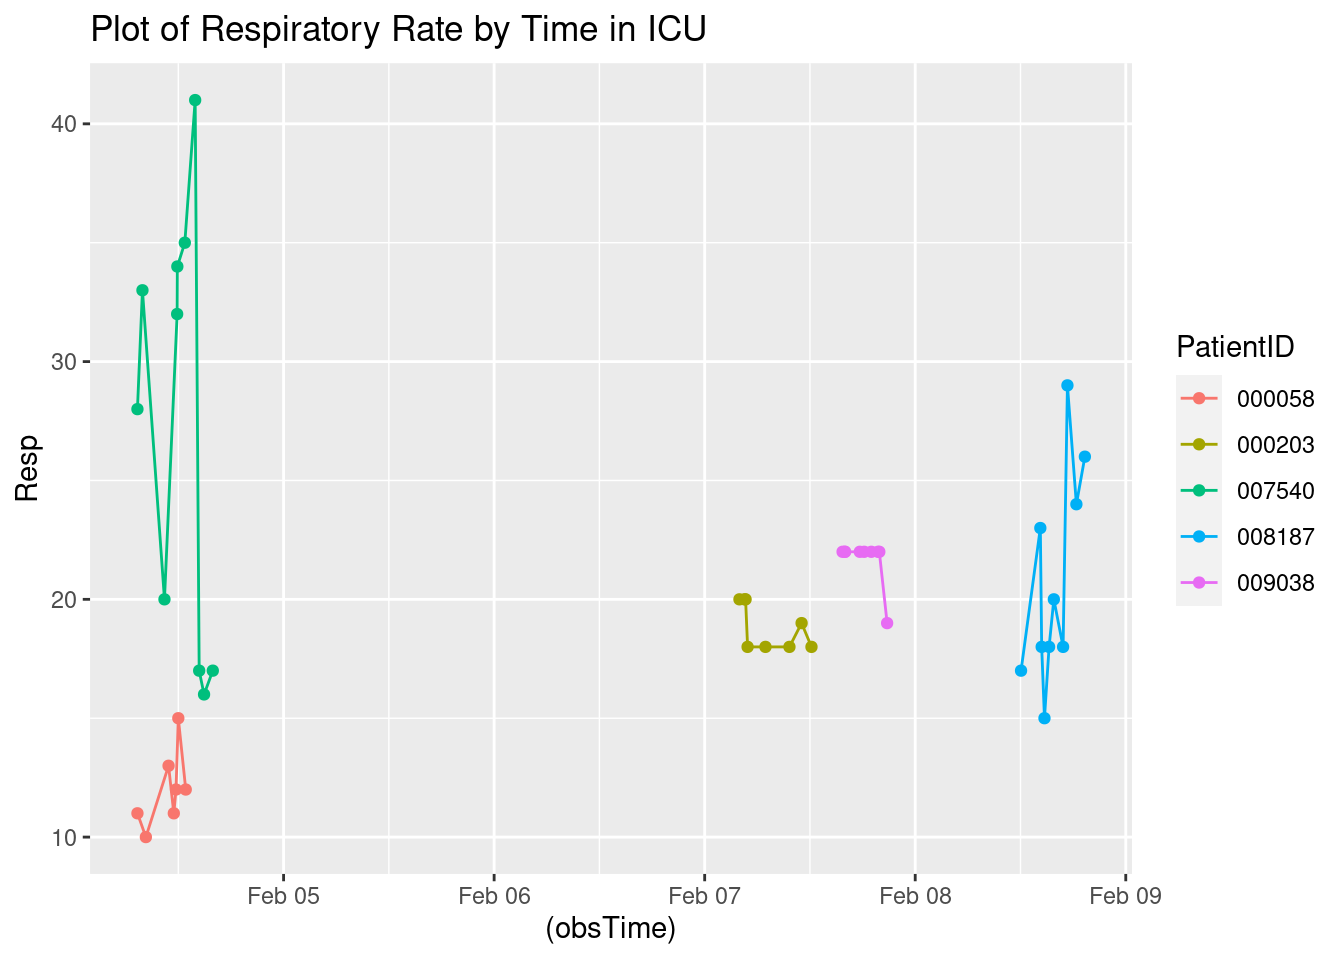 Plot of Respiratory Rate by Time in ICU
40
30
20
10
Resp
Feb 05
Feb 06
Feb 07
Feb 08
Feb 09
(obsTime)
PatientID
000058
000203
007540
008187
009038